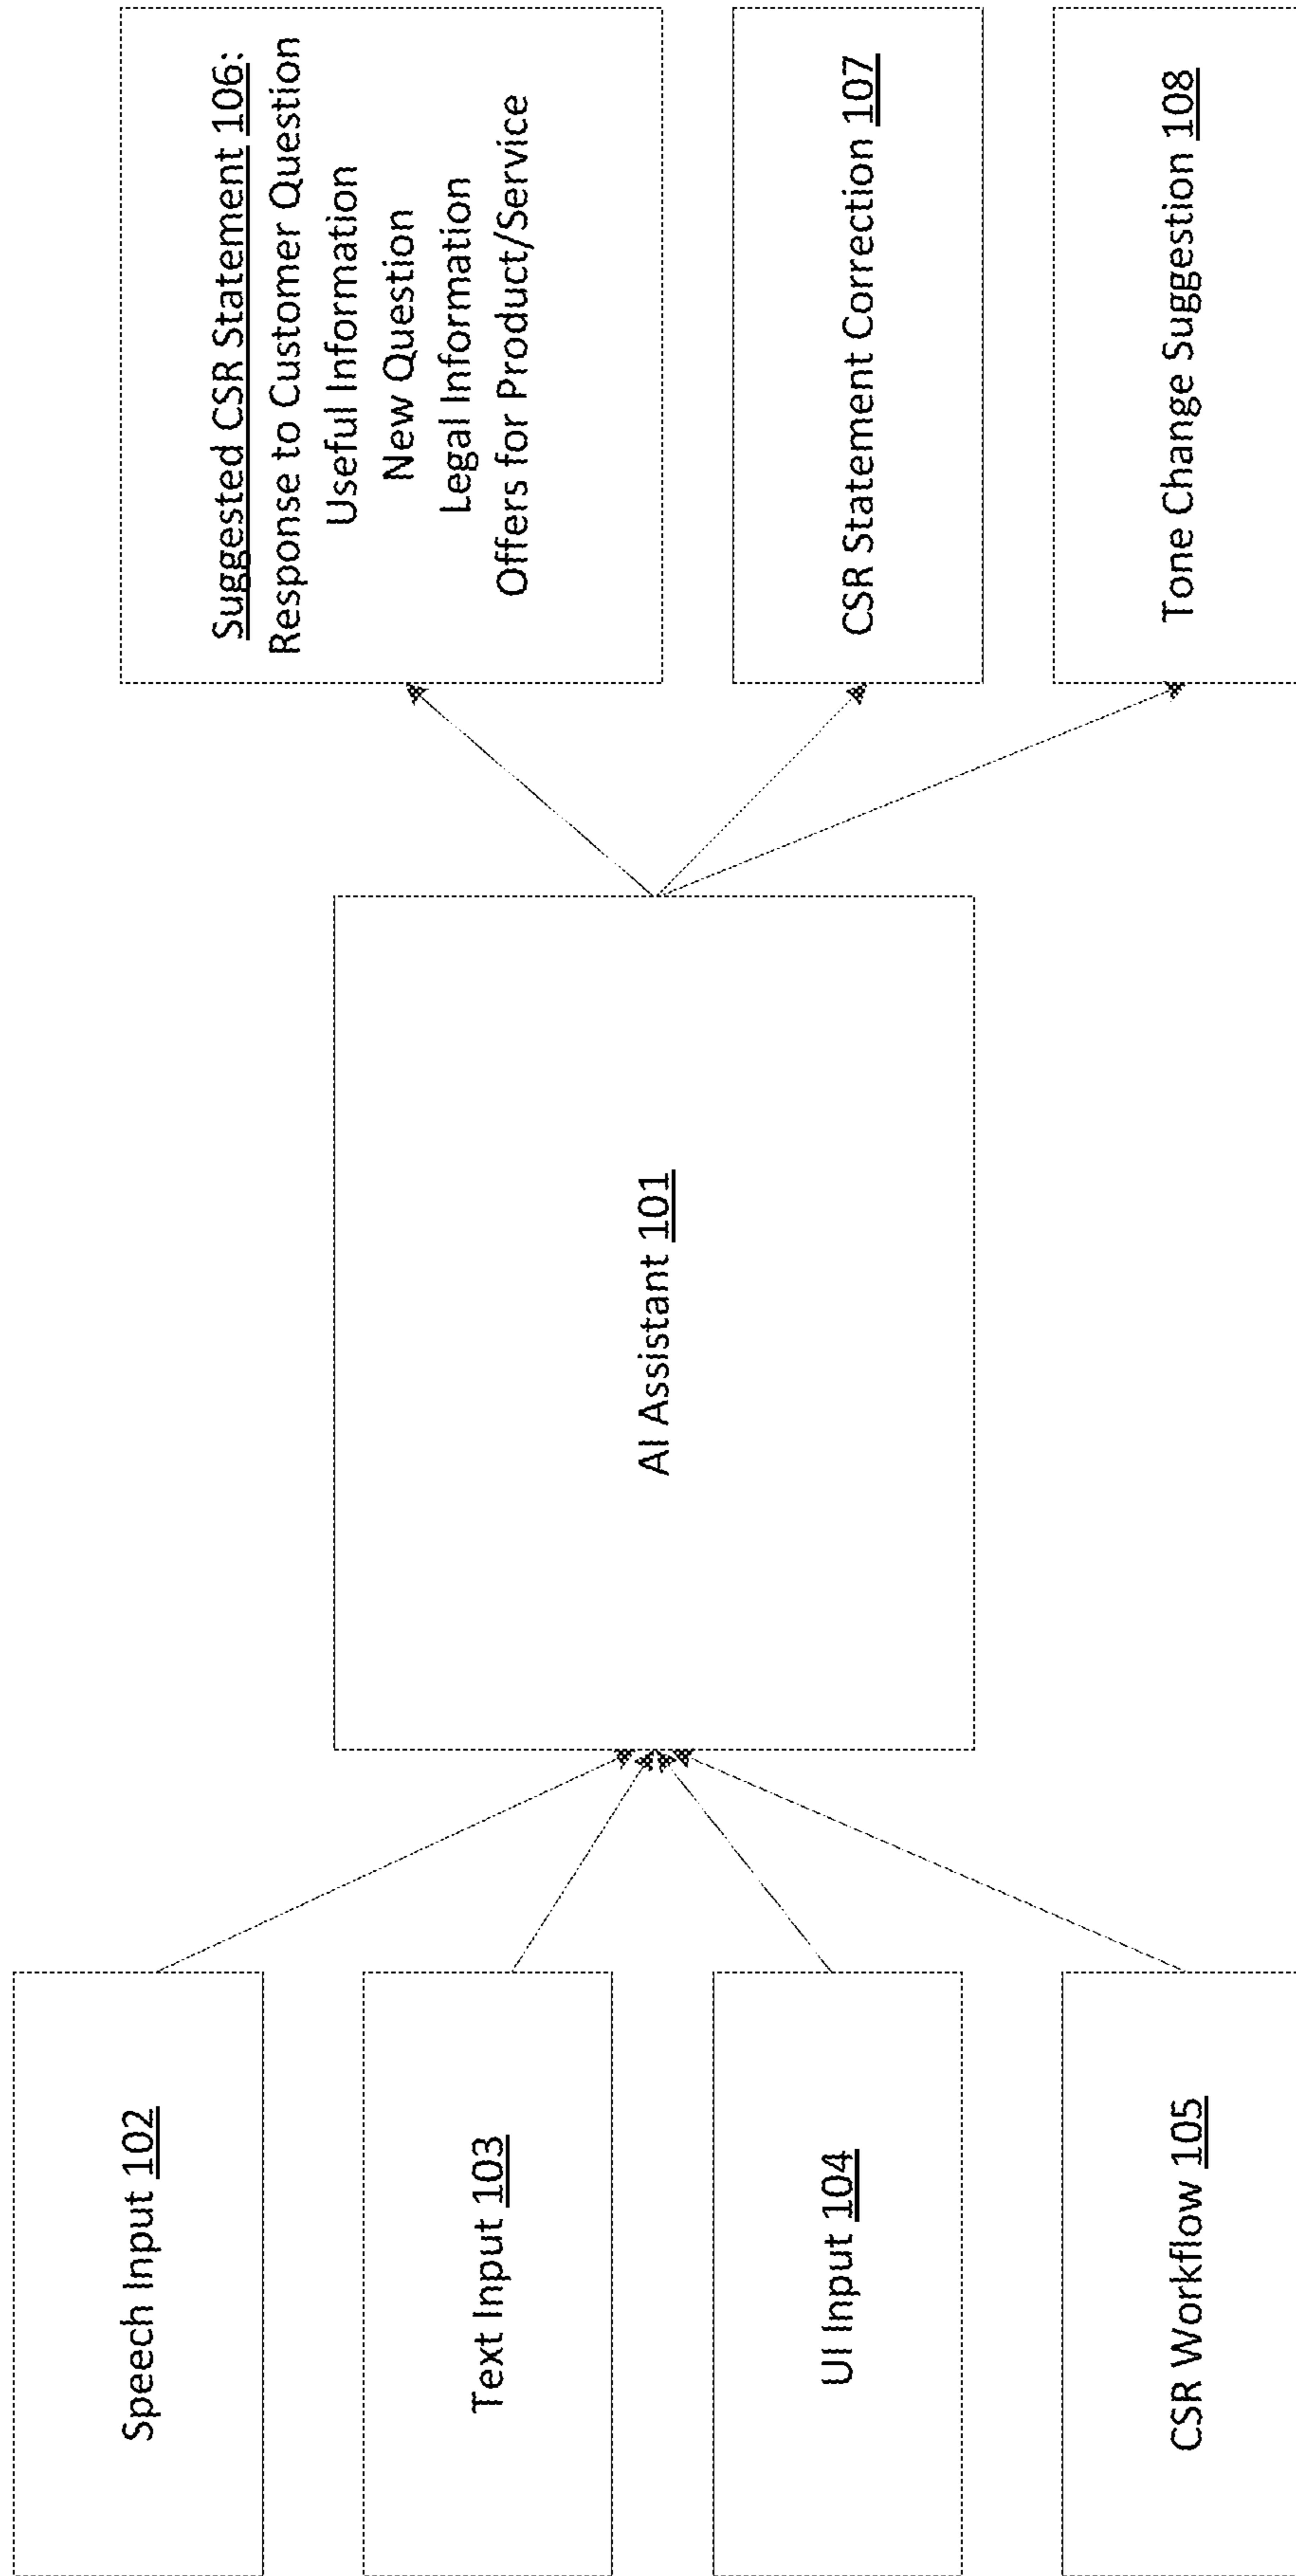 Speech Input 102
Text Input 103
UI Input 104
CSR Workflow 105
AI Assistant 101
Suggested CSR Statement 106:
Response to Customer Question
Useful Information
New Question
Legal Information
Offers for Product/Service
CSR Statement Correction 107
Tone Change Suggestion 108